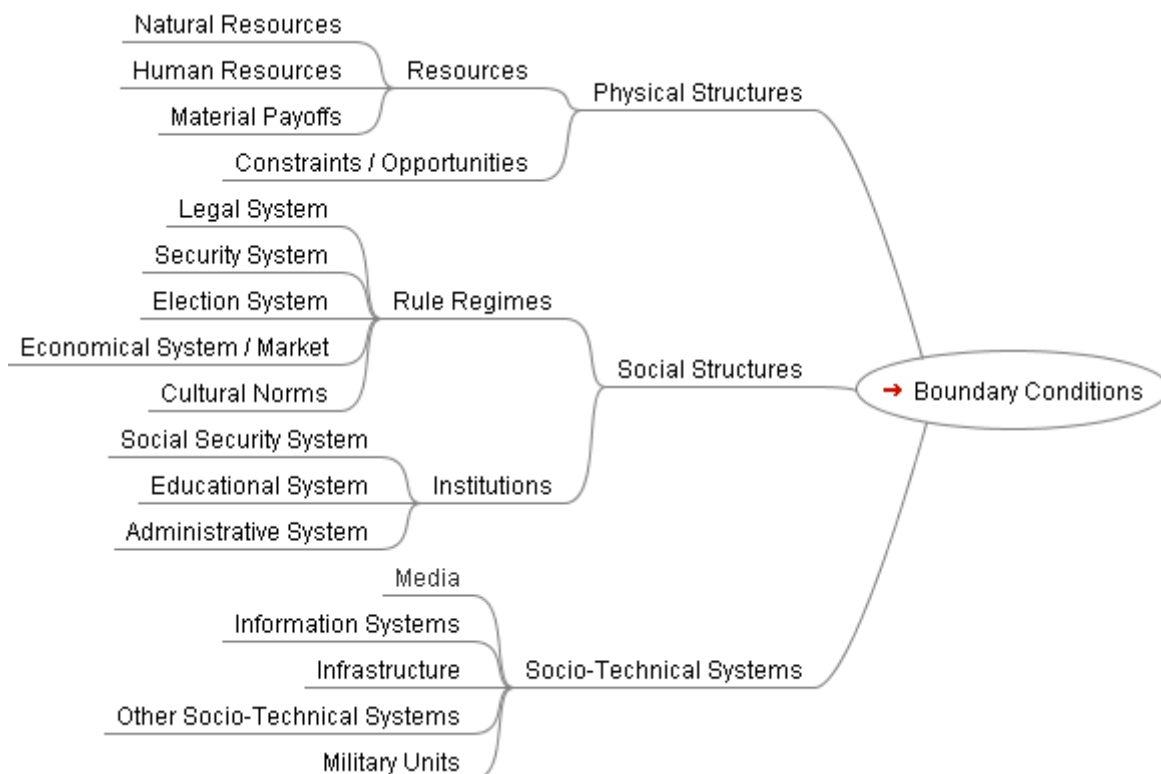 Natural Resources
Human Resources
Material Payoffs
Resources
Constraints / Opportunities
Physical Structures
Legal System
Security System
Election System
Economical System / Market
Cultural Norms
Rule Regimes
Social Security System
Educational System
Administrative System
Institutions
Social Structures
Media
Information Systems
Infrastructure
Other Socio-Technical Systems
Military Units
Socio-Technical Systems
Boundary Conditions